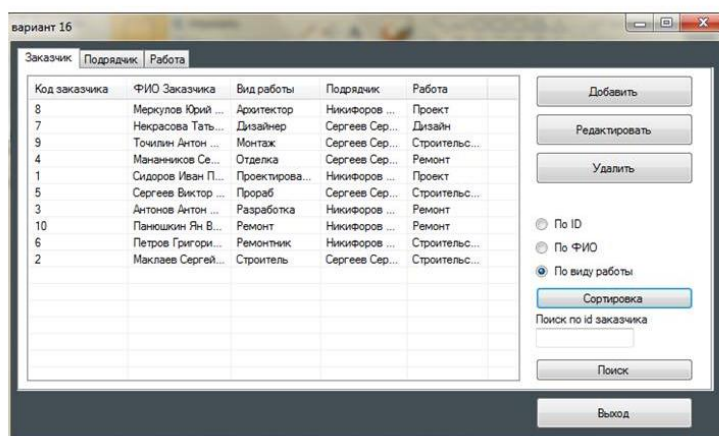 вариант 16
Заказчик Подрядчик Работа
Код заказчика ФИО Заказчика Вид работы Подрядчик Работа
8 Меркулов Юрий ... Архитектор Никифоров ... Проект
7 Некрасова Тать... Дизайнер Сергеев Сер... Дизайн
9 Точилин Антон ... Монтаж Сергеев Сер... Строительс...
4 Мананников Се... Отделка Сергеев Сер... Ремонт
1 Сидоров Иван П... Проектирова... Никифоров ... Проект
5 Сергеев Виктор ... Прораб Сергеев Сер... Строительс...
3 Антонов Антон ... Разработка Никифоров ... Ремонт
10 Панюшкин Ян В... Ремонт Никифоров ... Ремонт
6 Петров Григори... Ремонтник Никифоров ... Строительс...
2 Маклаев Сергей... Строитель Сергеев Сер... Строительс...
Добавить
Редактировать
Удалить
По ID
По ФИО
По виду работы
Сортировка
Поиск по id заказчика
Поиск
Выход